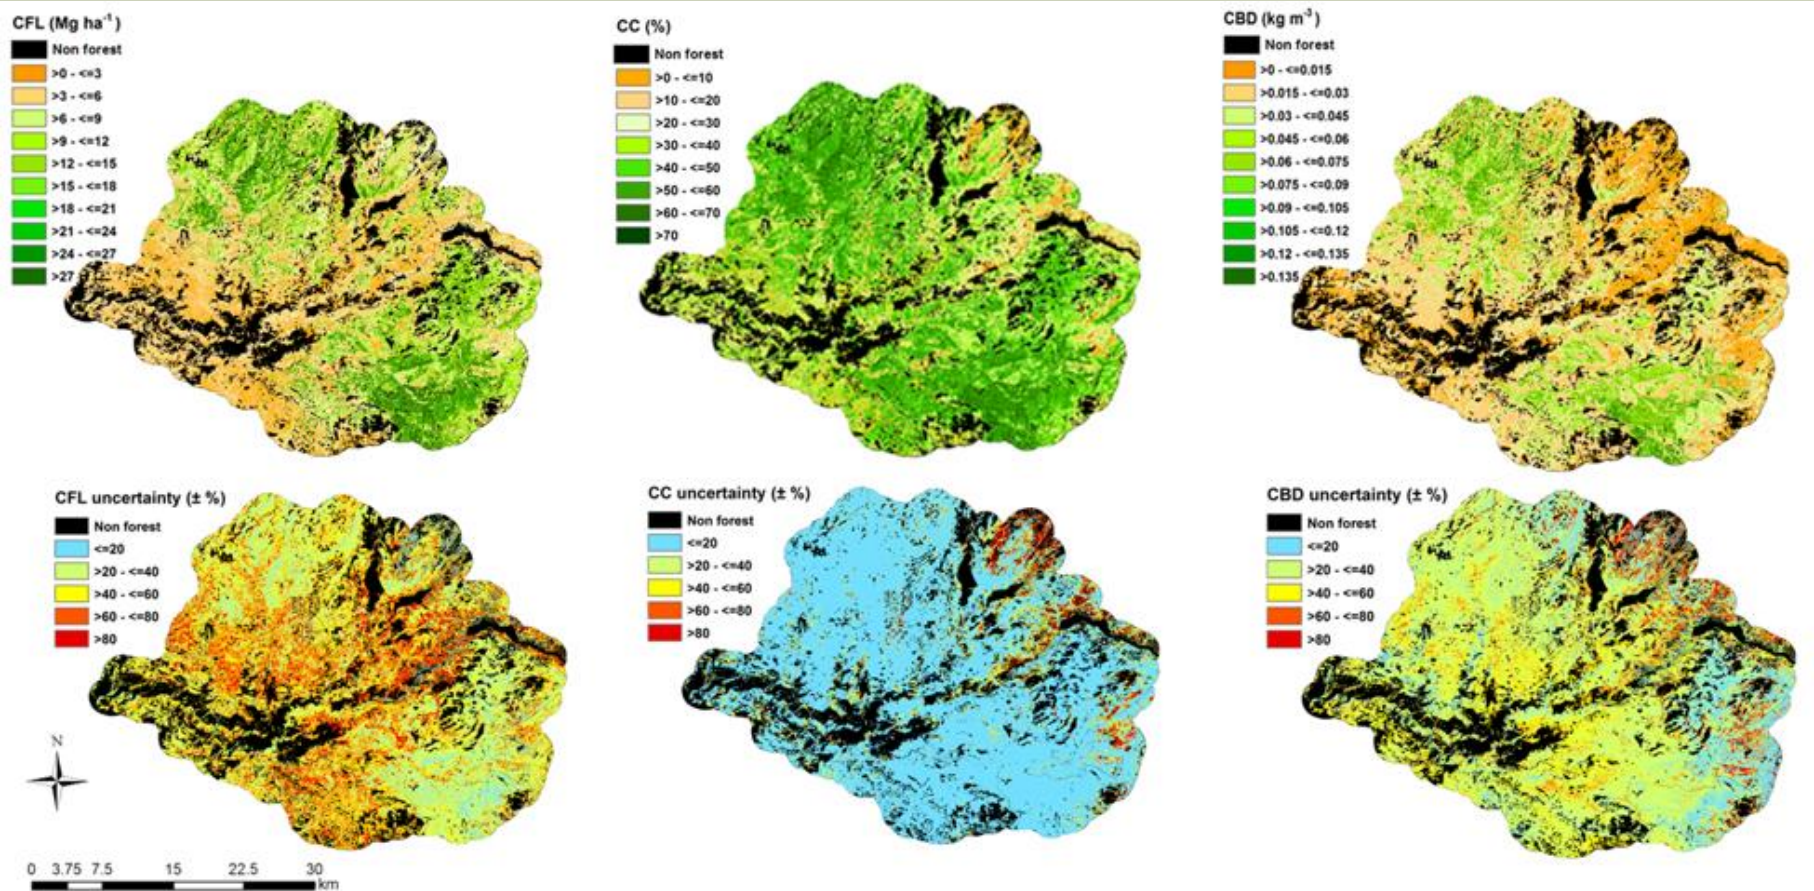 CFL (Mg ha⁻¹)
Non forest
>0 - <=3
>3 - <=6
>6 - <=9
>9 - <=12
>12 - <=15
>15 - <=18
>18 - <=21
>21 - <=24
>24 - <=27
>27
CC (%)
Non forest
>0 - <=10
>10 - <=20
>20 - <=30
>30 - <=40
>40 - <=50
>50 - <=60
>60 - <=70
>70
CBD (kg m⁻³)
Non forest
>0 - <=0.015
>0.015 - <=0.03
>0.03 - <=0.045
>0.045 - <=0.06
>0.06 - <=0.075
>0.075 - <=0.09
>0.09 - <=0.105
>0.105 - <=0.12
>0.12 - <=0.135
>0.135
CFL uncertainty (± %)
Non forest
<=20
>20 - <=40
>40 - <=60
>60 - <=80
>80
CC uncertainty (± %)
Non forest
<=20
>20 - <=40
>40 - <=60
>60 - <=80
>80
CBD uncertainty (± %)
Non forest
<=20
>20 - <=40
>40 - <=60
>60 - <=80
>80
N
0 3.75 7.5 15 22.5 30
km